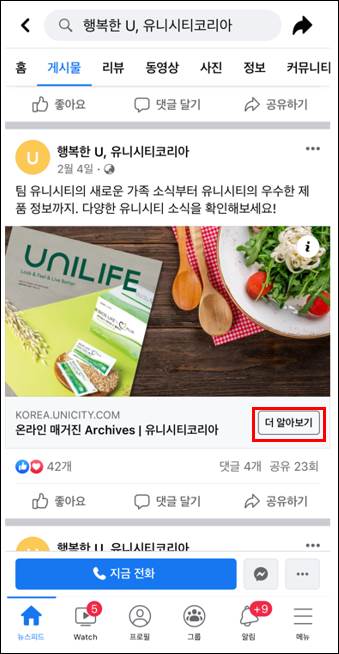 행복한 U, 유니시티코리아
홈 게시물 리뷰 동영상 사진 정보 커뮤니티
좋아요 댓글 달기 공유하기
U
행복한 U, 유니시티코리아
2월 4일 ·
팀 유니시티의 새로운 가족 소식부터 유니시티의 우수한 제
품 정보까지. 다양한 유니시티 소식을 확인해보세요!
UNILIFE
Look & Feel & Live Better
i
KOREA.UNICITY.COM
온라인 매거진 Archives | 유니시티코리아
더 알아보기
42개 댓글 4개 공유 23회
좋아요 댓글 달기 공유하기
행복한 U, 유니시티코리아
지금 전화
5
+9
뉴스피드 Watch 프로필 그룹 알림 메뉴